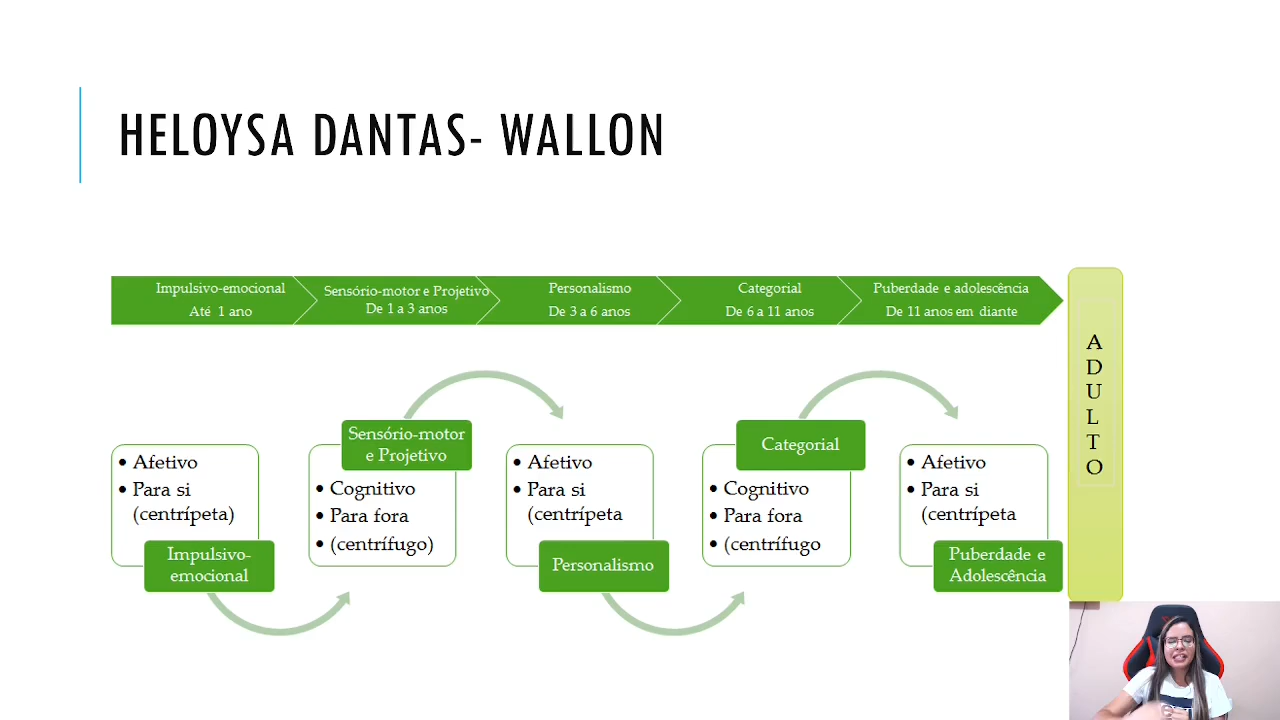 HELOYSA DANTAS- WALLON
Impulsivo-emocional
Até 1 ano
Sensório-motor e Projetivo
De 1 a 3 anos
Personalismo
De 3 a 6 anos
Categorial
De 6 a 11 anos
Puberdade e adolescência
De 11 anos em diante
A
D
U
L
T
O
• Afetivo
• Para si
(centrípeta)
Impulsivo-
emocional
Sensório-motor
e Projetivo
• Cognitivo
• Para fora
• (centrífugo)
• Afetivo
• Para si
(centrípeta
Personalismo
Categorial
• Cognitivo
• Para fora
• (centrífugo
• Afetivo
• Para si
(centrípeta
Puberdade e
Adolescência